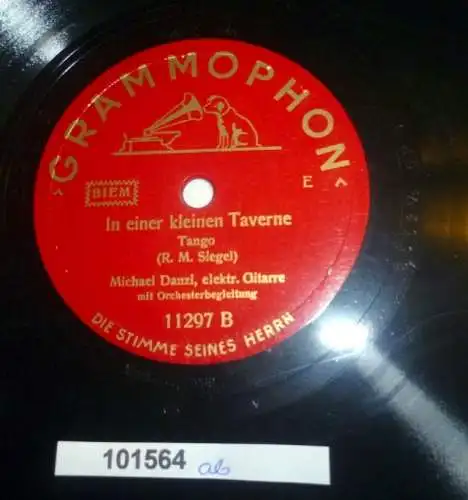 GRAMMOPHON
BIEM
E
In einer kleinen Taverne
Tango
(R. M. Siegel)
Michael Danzi, elektr. Gitarre
mit Orchesterbegleitung
11297 B
DIE STIMME SEINES HERRN
101564